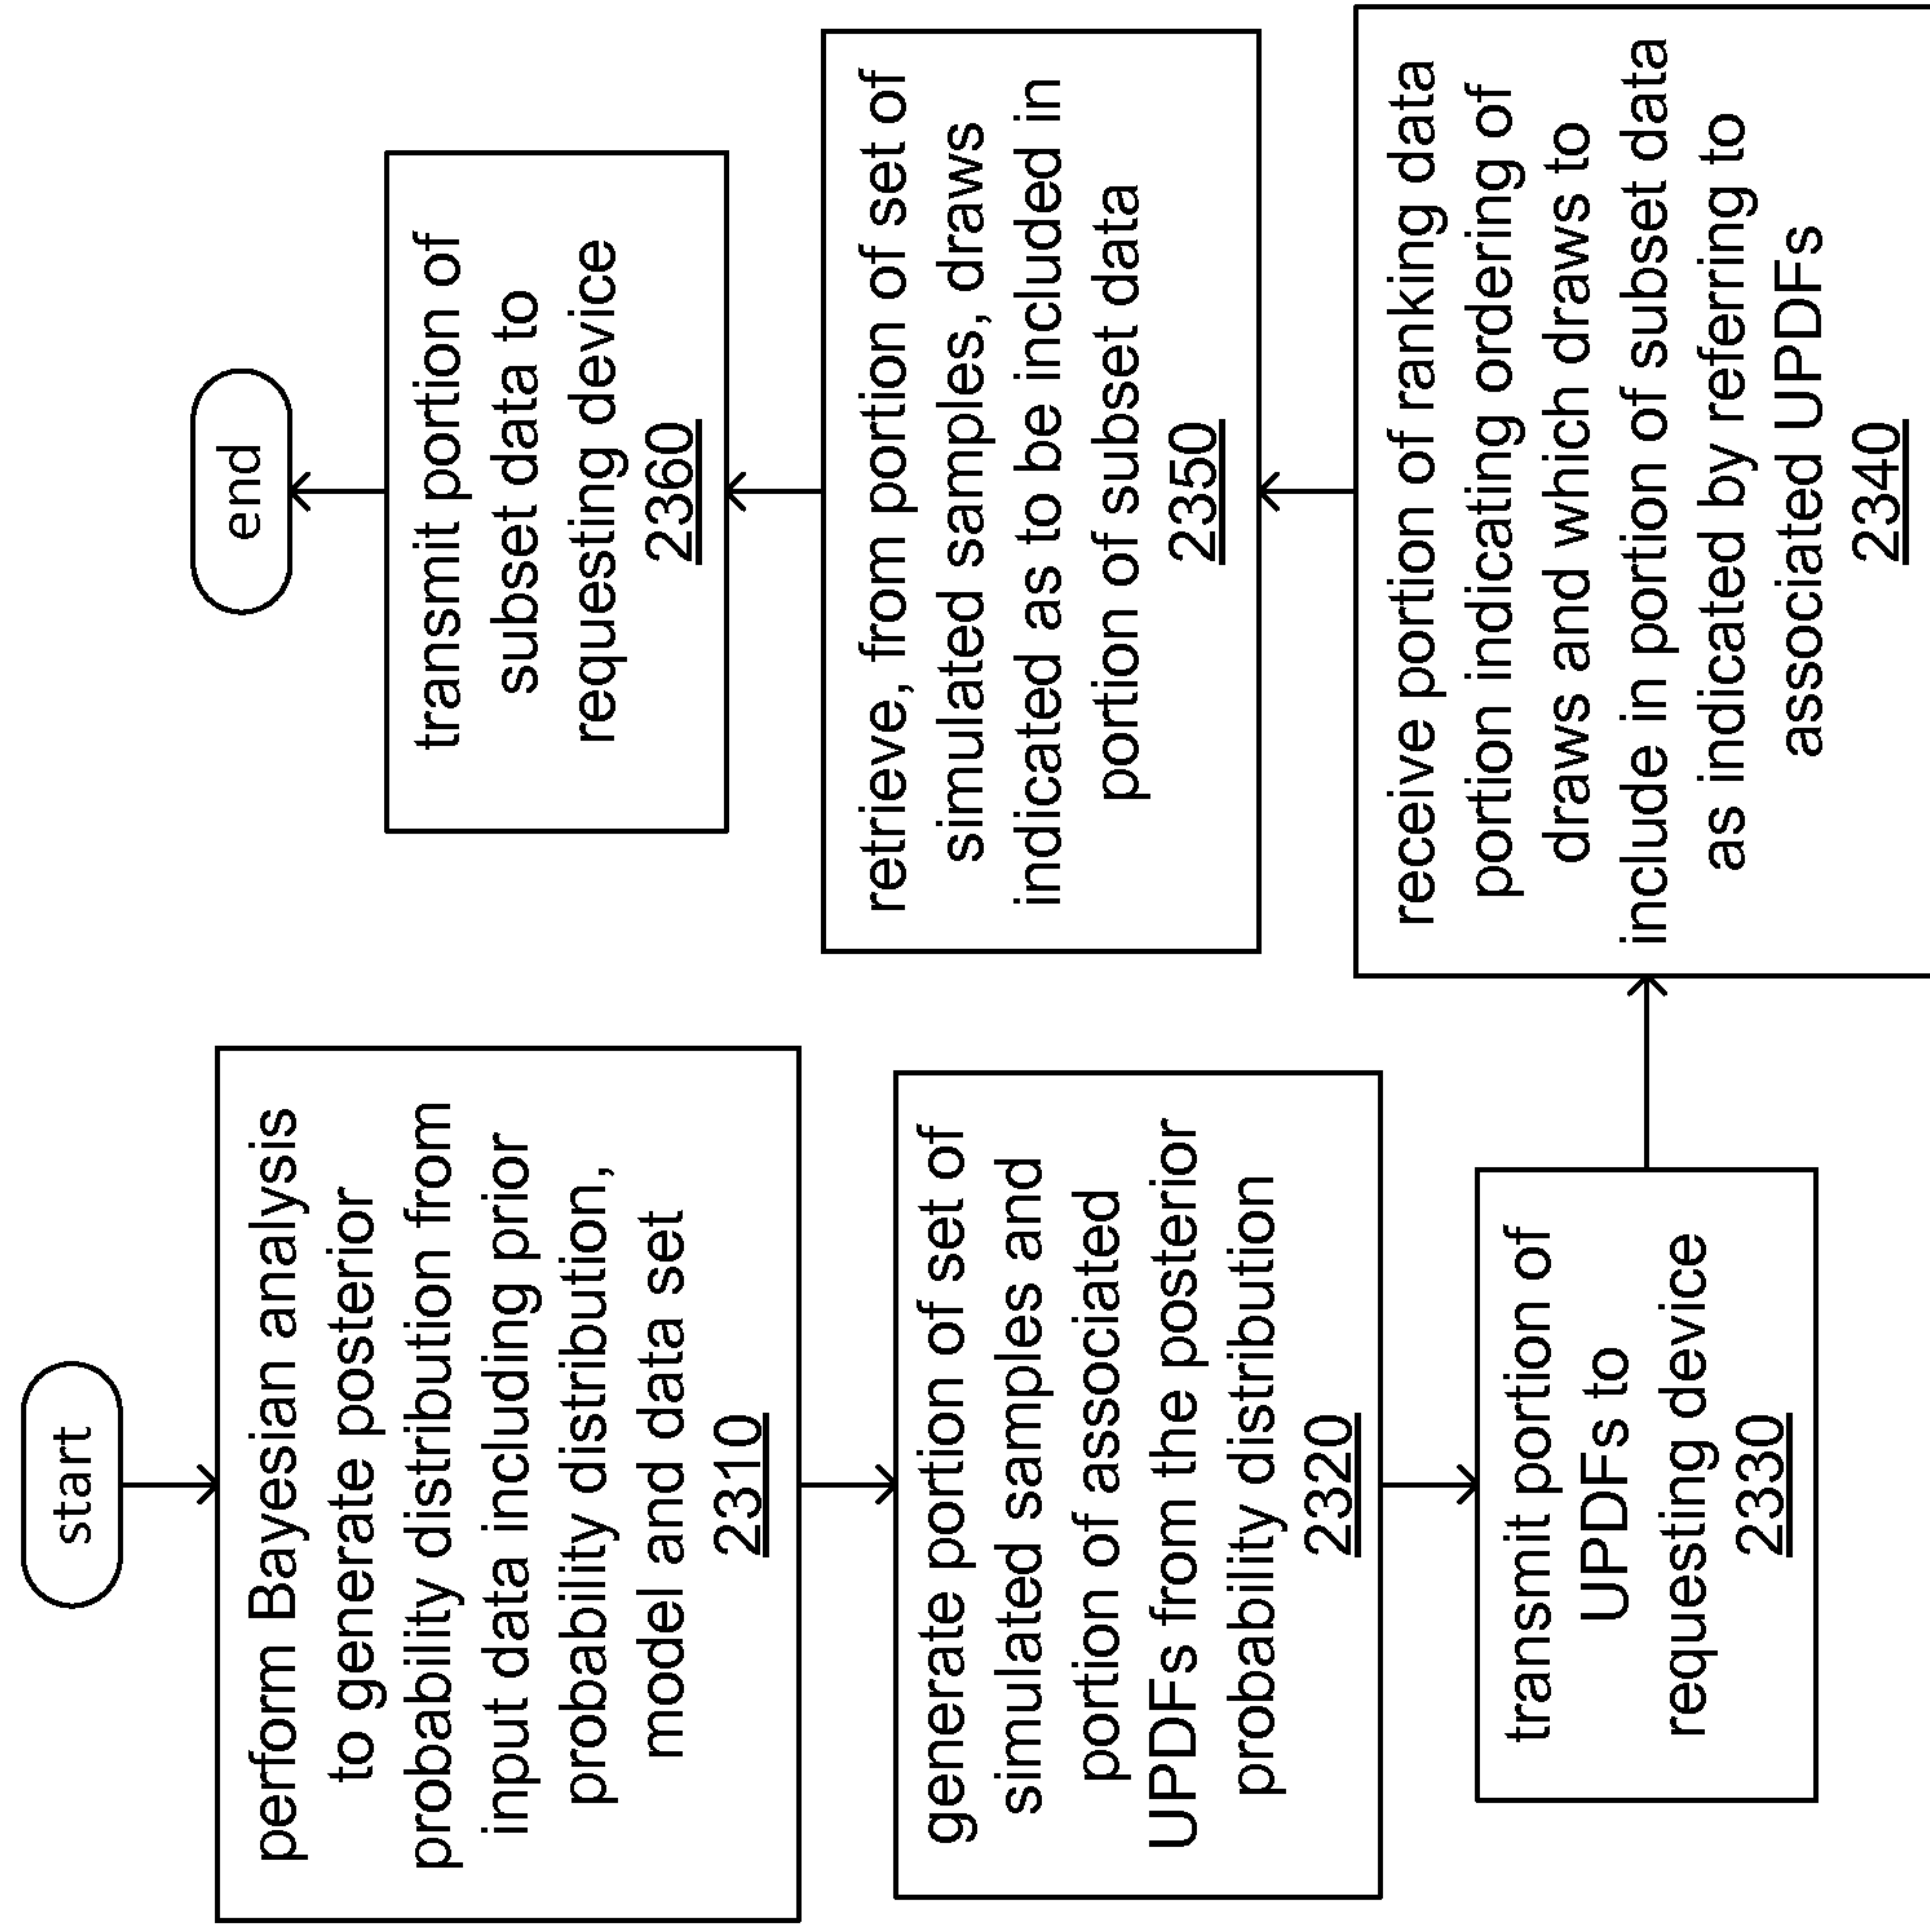 start
perform Bayesian analysis
to generate posterior
probability distribution from
input data including prior
probability distribution,
model and data set
2310
generate portion of set of
simulated samples and
portion of associated
UPDFs from the posterior
probability distribution
2320
transmit portion of
UPDFs to
requesting device
2330
receive portion of ranking data
portion indicating ordering of
draws and which draws to
include in portion of subset data
as indicated by referring to
associated UPDFs
2340
retrieve, from portion of set of
simulated samples, draws
indicated as to be included in
portion of subset data
2350
transmit portion of
subset data to
requesting device
2360
end